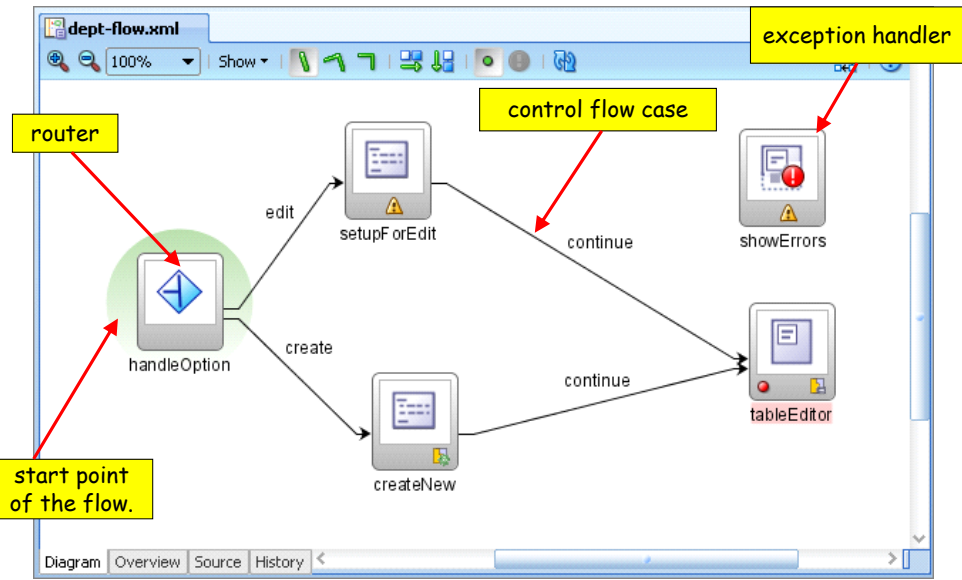 dept-flow.xml
exception handler
100%
Show
router
control flow case
edit
setupForEdit
continue
showErrors
handleOption
create
continue
tableEditor
createNew
start point
of the flow.
Diagram Overview Source History